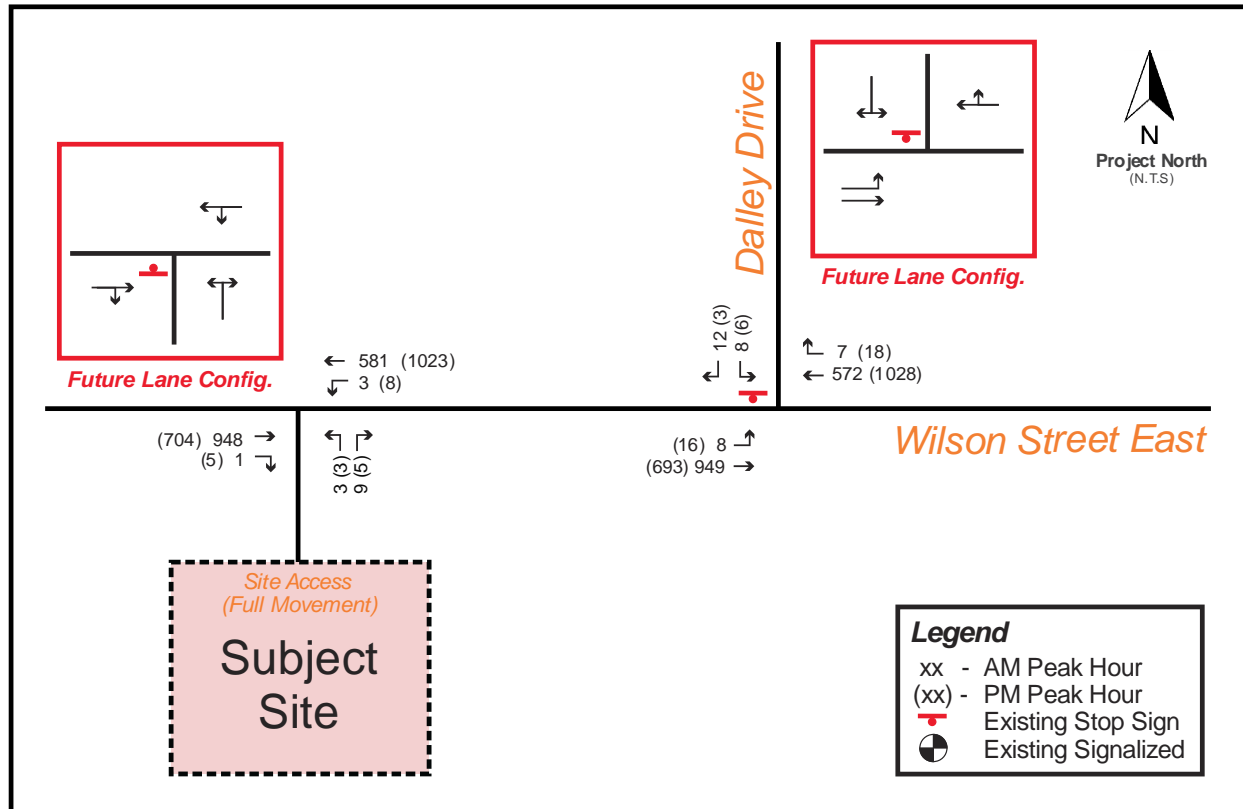 Dalley Drive
N
Project North
(N.T.S)
Future Lane Config.
Future Lane Config.
12 (3)
8 (6)
7 (18)
572 (1028)
581 (1023)
3 (8)
Wilson Street East
(704) 948
(5) 1
3 (3)
9 (5)
(16) 8
(693) 949
Site Access
(Full Movement)
Subject
Site
Legend
xx - AM Peak Hour
(xx) - PM Peak Hour
Existing Stop Sign
Existing Signalized